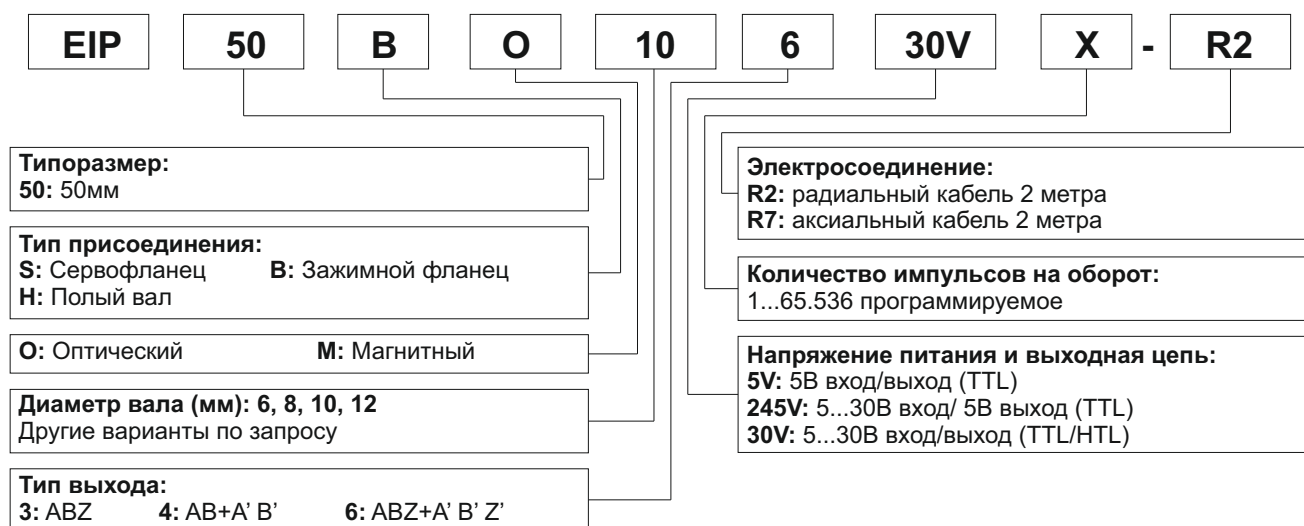 EIP 50 B O 10 6 30V X - R2
Типоразмер:
50: 50мм
Тип присоединения:
S: Сервофланец B: Зажимной фланец
H: Полый вал
O: Оптический M: Магнитный
Диаметр вала (мм): 6, 8, 10, 12
Другие варианты по запросу
Тип выхода:
3: ABZ 4: AB+A’ B’ 6: ABZ+A’ B’ Z’
Электросоединение:
R2: радиальный кабель 2 метра
R7: аксиальный кабель 2 метра
Количество импульсов на оборот:
1...65.536 программируемое
Напряжение питания и выходная цепь:
5V: 5В вход/выход (TTL)
245V: 5...30В вход/ 5В выход (TTL)
30V: 5...30В вход/выход (TTL/HTL)